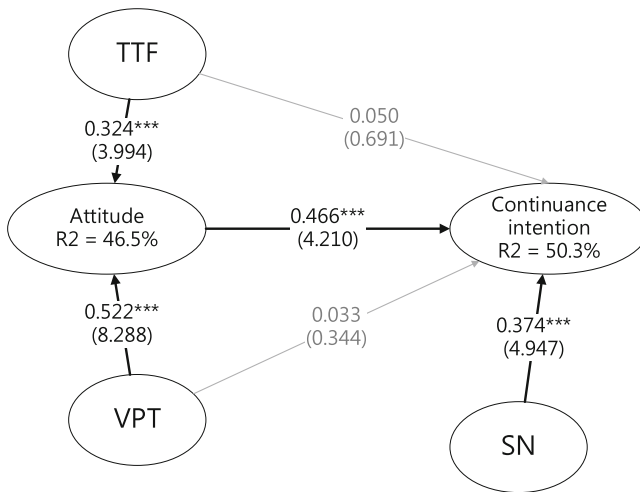 TTF
0.050
(0.691)
0.324***
(3.994)
Attitude
R2 = 46.5%
0.466***
(4.210)
Continuance
intention
R2 = 50.3%
0.522***
(8.288)
0.033
(0.344)
0.374***
(4.947)
VPT
SN